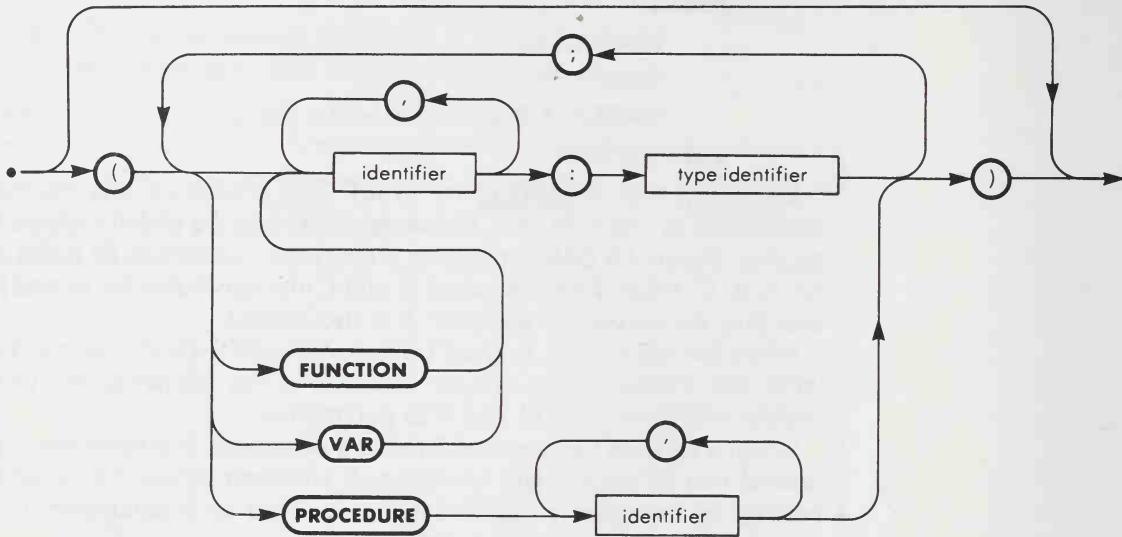 ;
,
( identifier : type identifier )
FUNCTION
VAR
,
PROCEDURE identifier